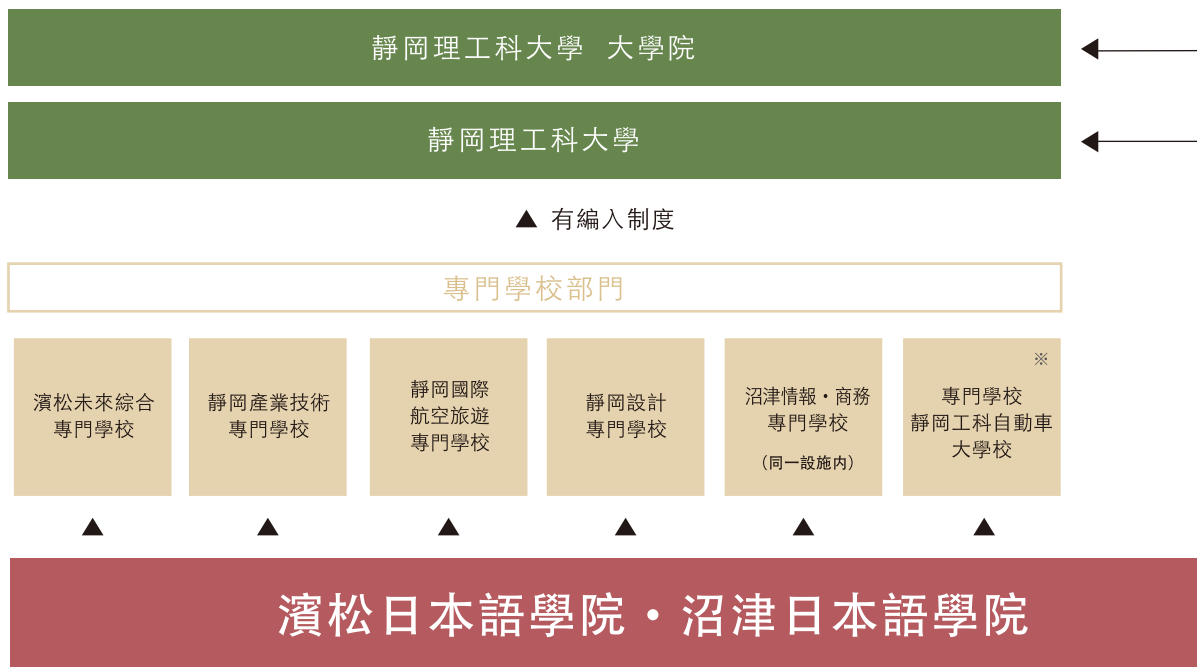 靜岡理工科大學 大學院
靜岡理工科大學
▲ 有編入制度
專門學校部門
濱松未來綜合
專門學校
靜岡產業技術
專門學校
靜岡國際
航空旅遊
專門學校
靜岡設計
專門學校
沼津情報・商務
專門學校
（同一設施內）
※
專門學校
靜岡工科自動車
大學校
濱松日本語學院・沼津日本語學院